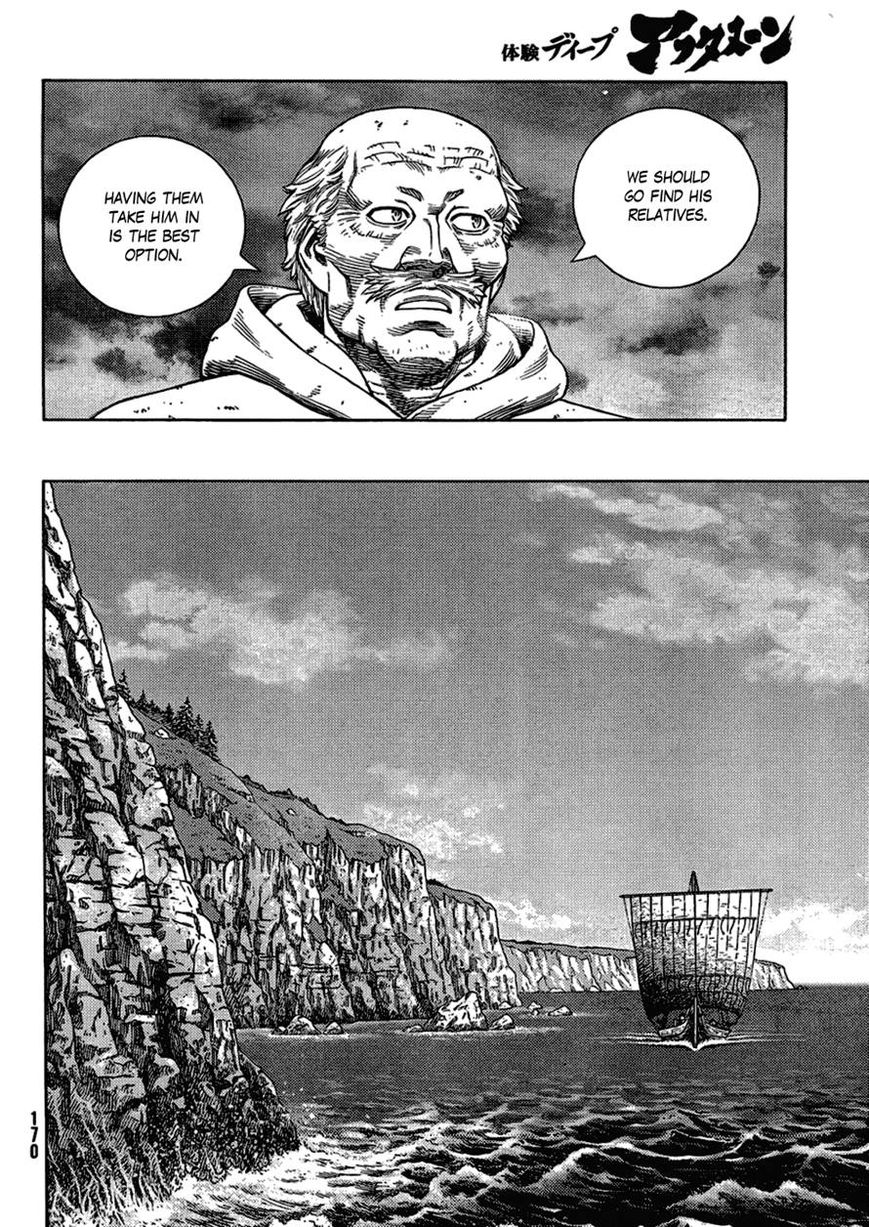 体験 ディープ アフタヌーン
WE SHOULD
GO FIND HIS
RELATIVES.
HAVING THEM
TAKE HIM IN
IS THE BEST
OPTION.
170